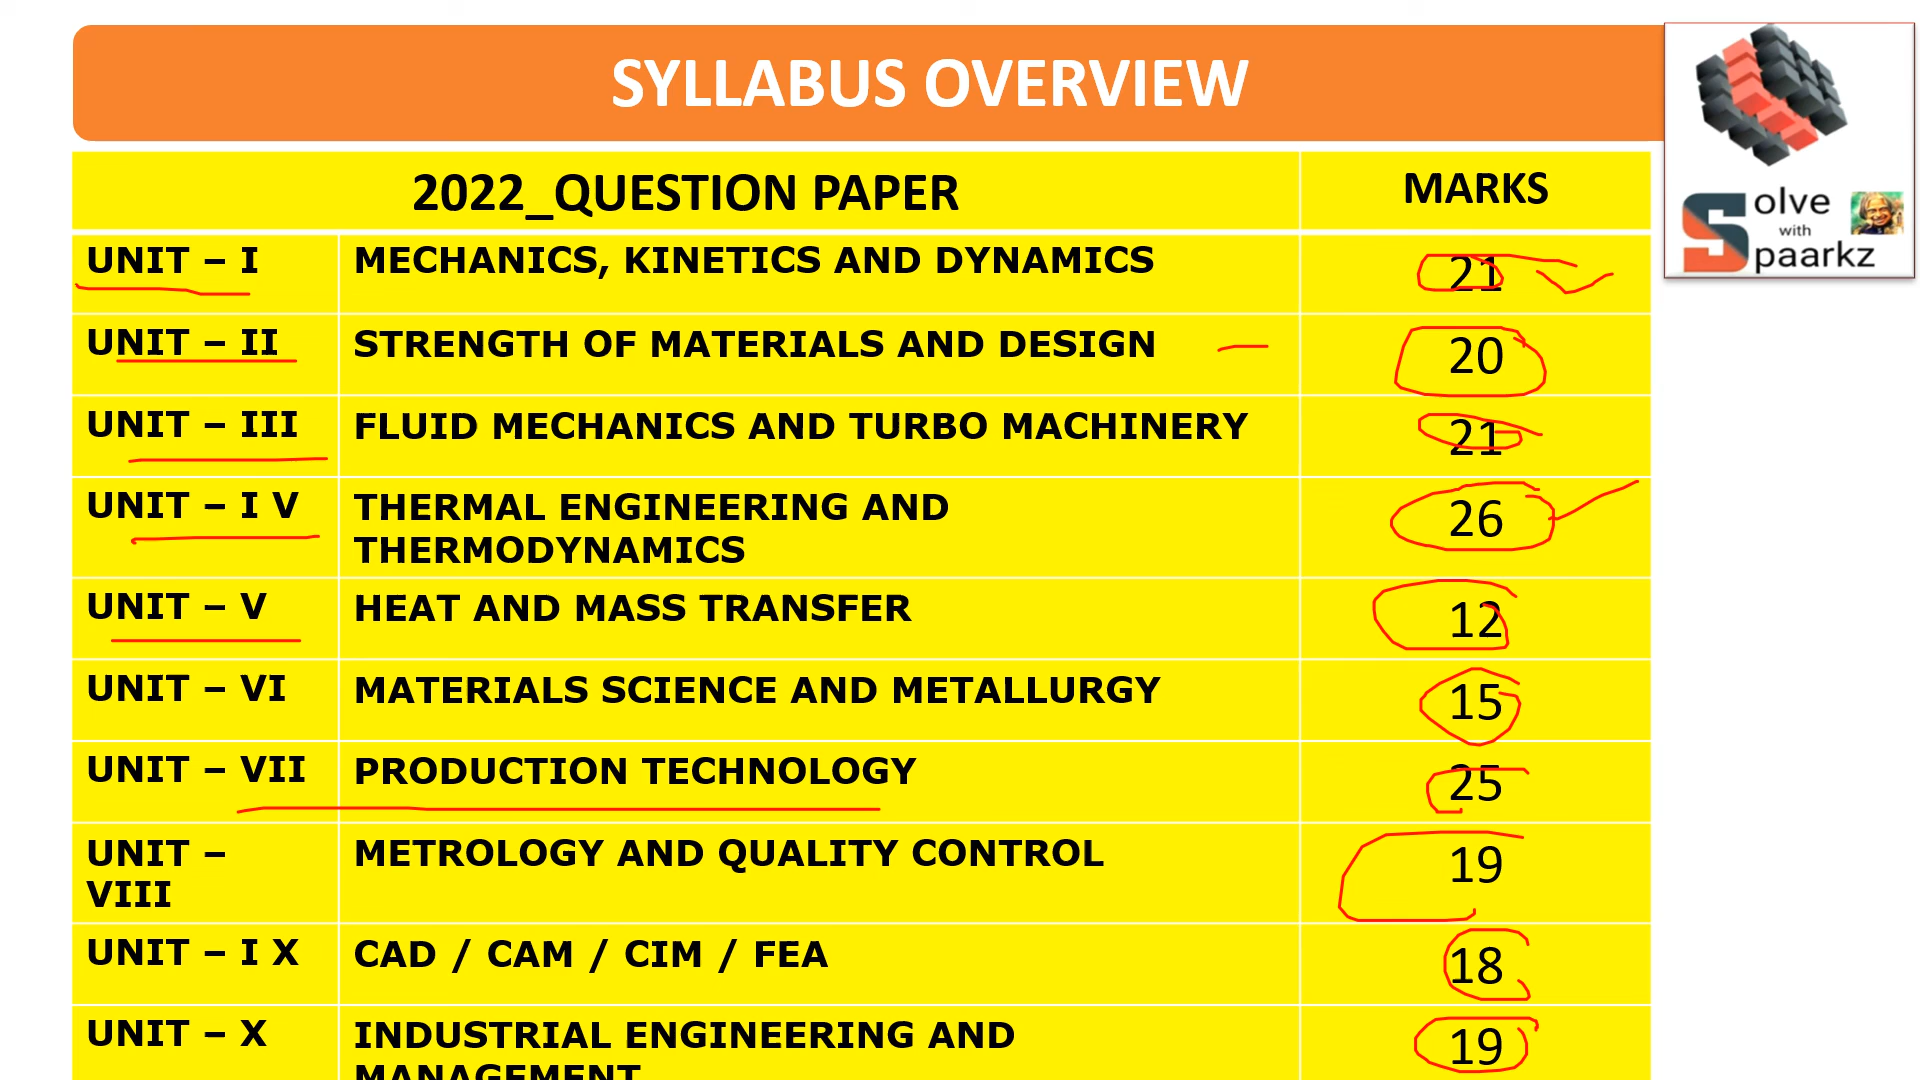 SYLLABUS OVERVIEW
2022_QUESTION PAPER MARKS
UNIT – I MECHANICS, KINETICS AND DYNAMICS 21
UNIT – II STRENGTH OF MATERIALS AND DESIGN 20
UNIT – III FLUID MECHANICS AND TURBO MACHINERY 21
UNIT – I V THERMAL ENGINEERING AND
THERMODYNAMICS 26
UNIT – V HEAT AND MASS TRANSFER 12
UNIT – VI MATERIALS SCIENCE AND METALLURGY 15
UNIT – VII PRODUCTION TECHNOLOGY 25
UNIT –
VIII METROLOGY AND QUALITY CONTROL 19
UNIT – I X CAD / CAM / CIM / FEA 18
UNIT – X INDUSTRIAL ENGINEERING AND
MANAGEMENT 19
Solve
with
Spaarkz